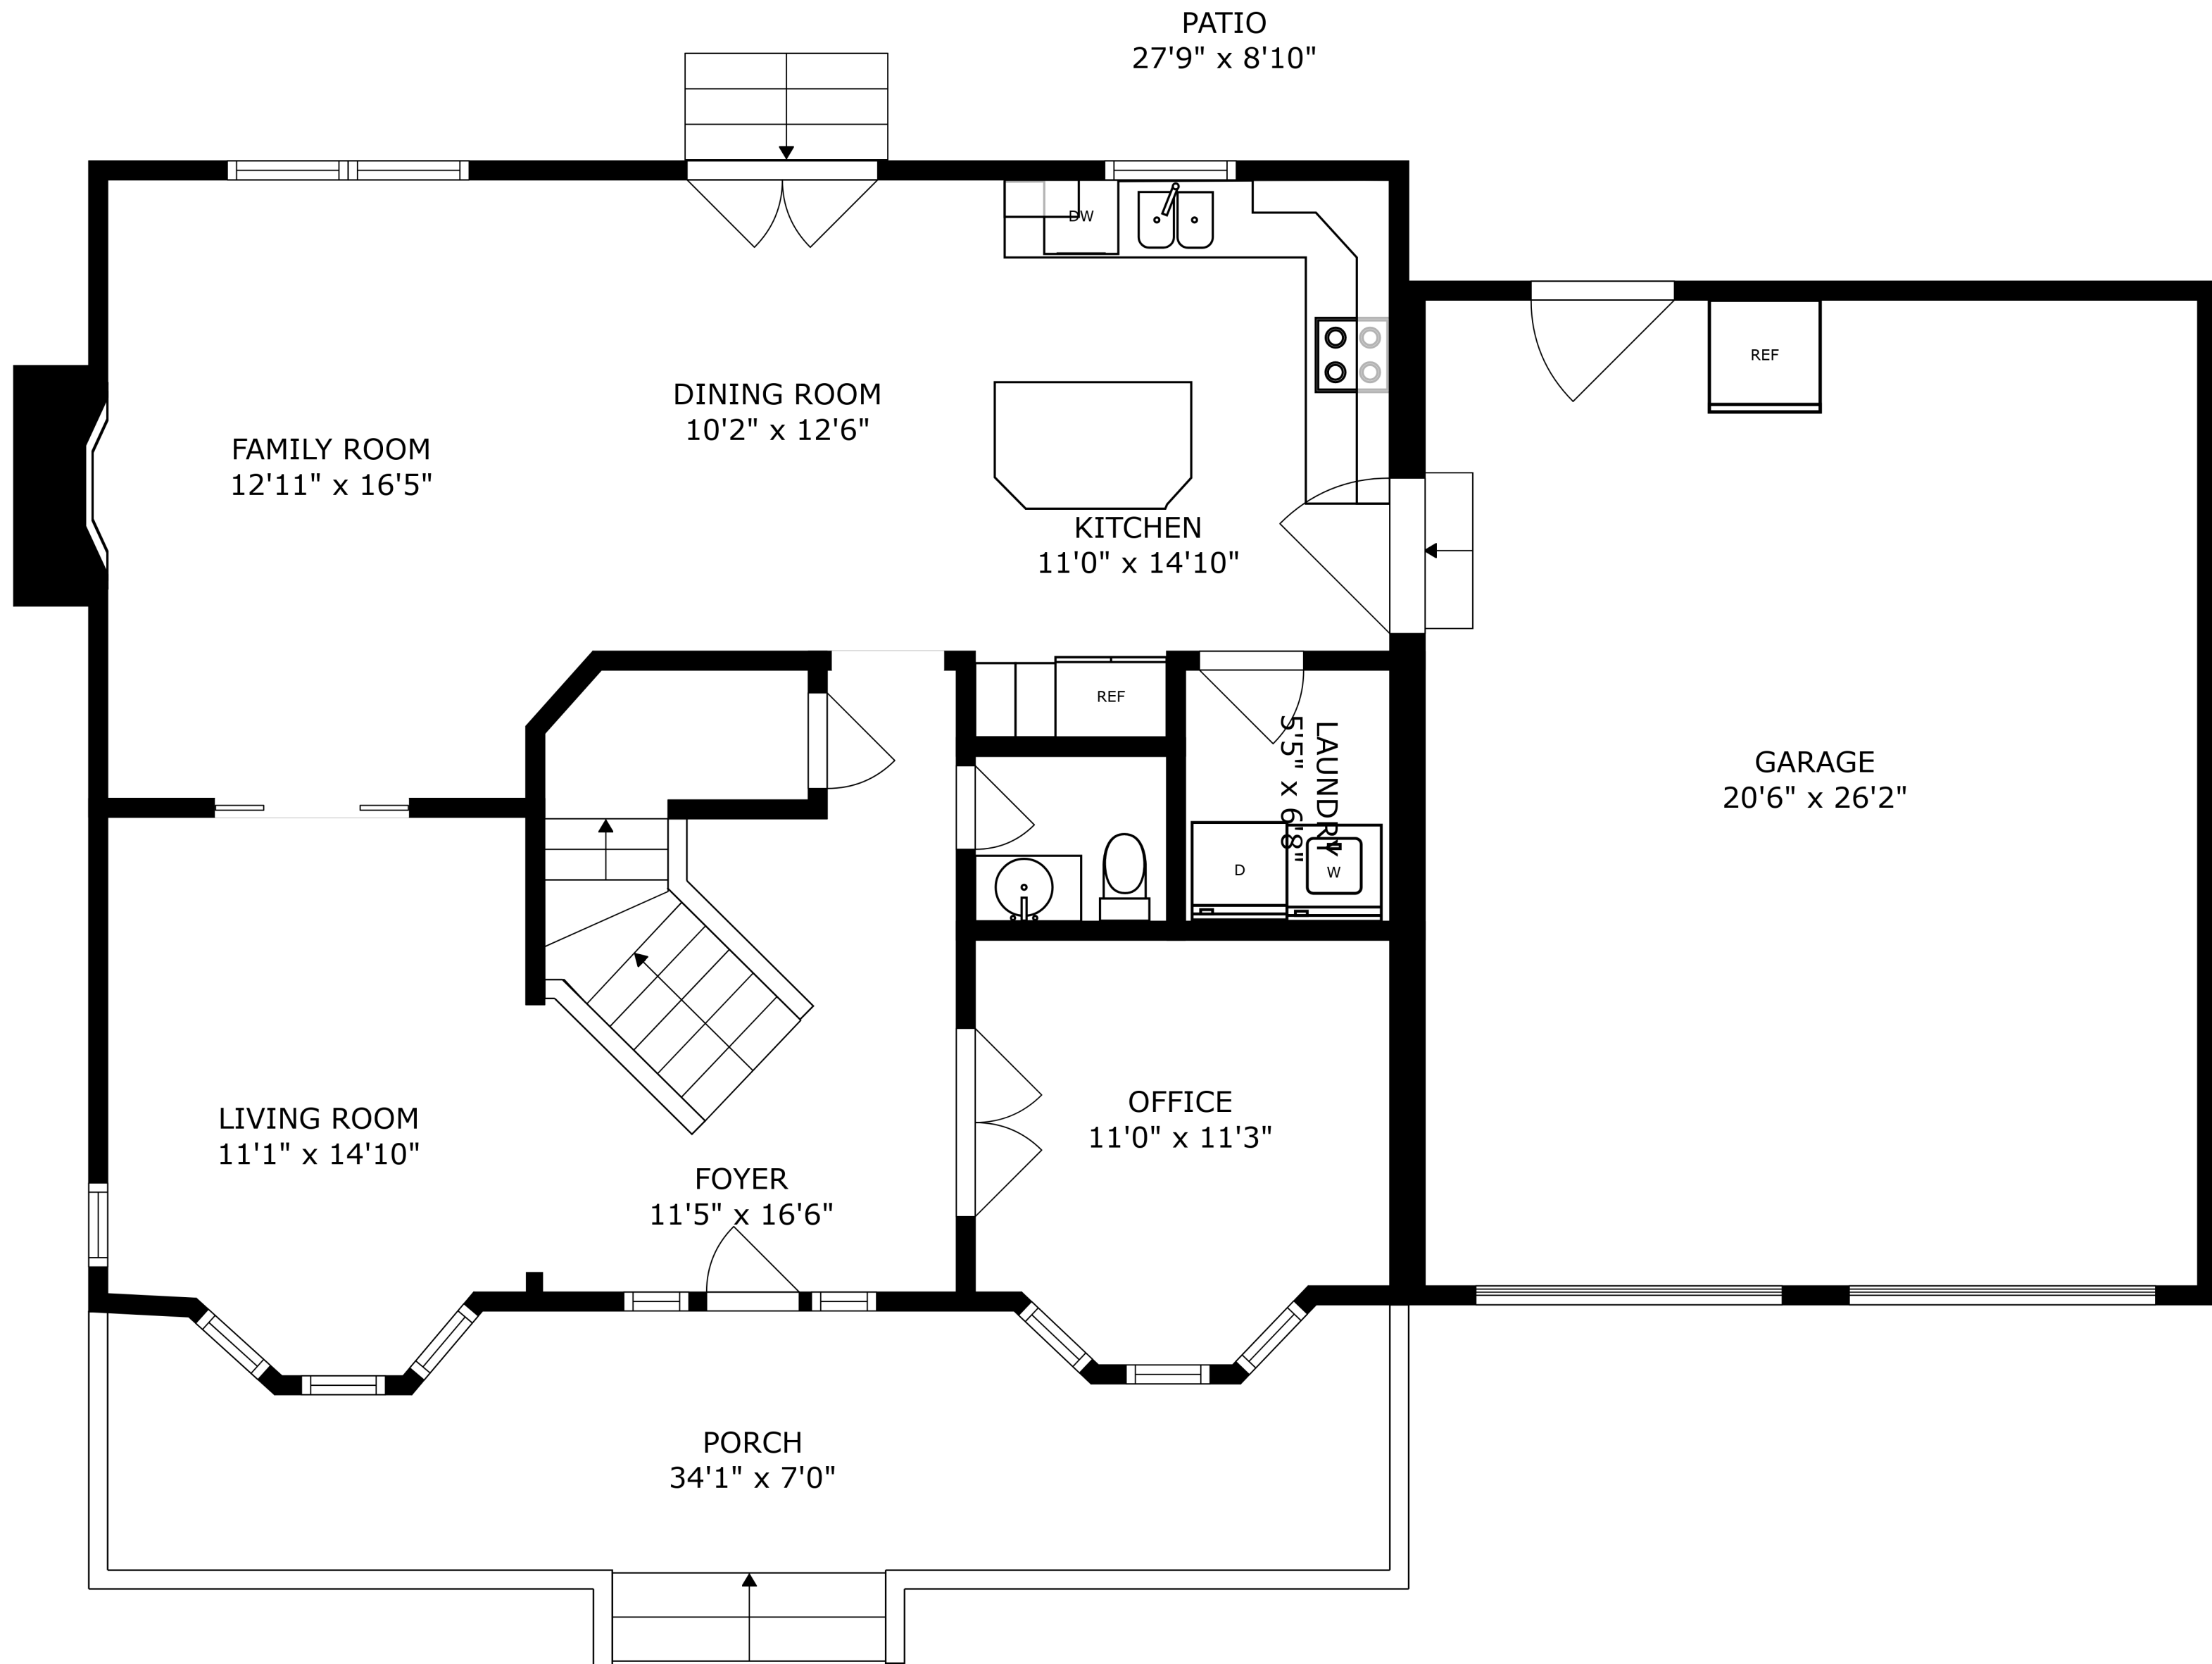 PATIO
27'9" x 8'10"
DW
REF
DINING ROOM
10'2" x 12'6"
FAMILY ROOM
12'11" x 16'5"
KITCHEN
11'0" x 14'10"
REF
LAUNDRY
5'5" x 6'8"
GARAGE
20'6" x 26'2"
D
W
OFFICE
11'0" x 11'3"
LIVING ROOM
11'1" x 14'10"
FOYER
11'5" x 16'6"
PORCH
34'1" x 7'0"